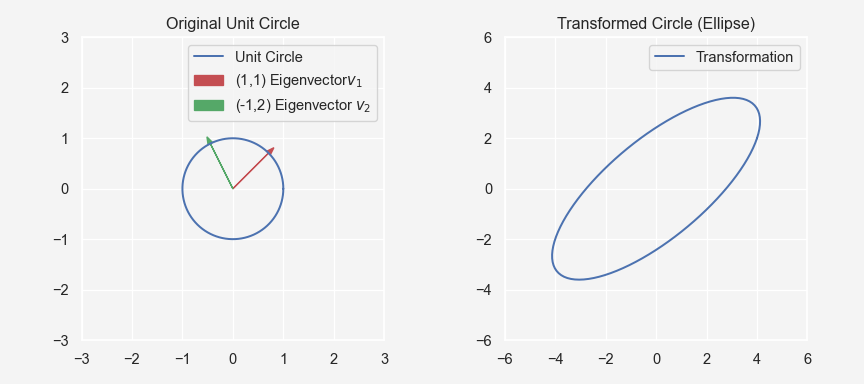 Original Unit Circle
3
2
1
0
−1
−2
−3
−3 −2 −1 0 1 2 3
Unit Circle
(1,1) Eigenvectorv1
(-1,2) Eigenvector v2
Transformed Circle (Ellipse)
6
4
2
0
−2
−4
−6
−6 −4 −2 0 2 4 6
Transformation